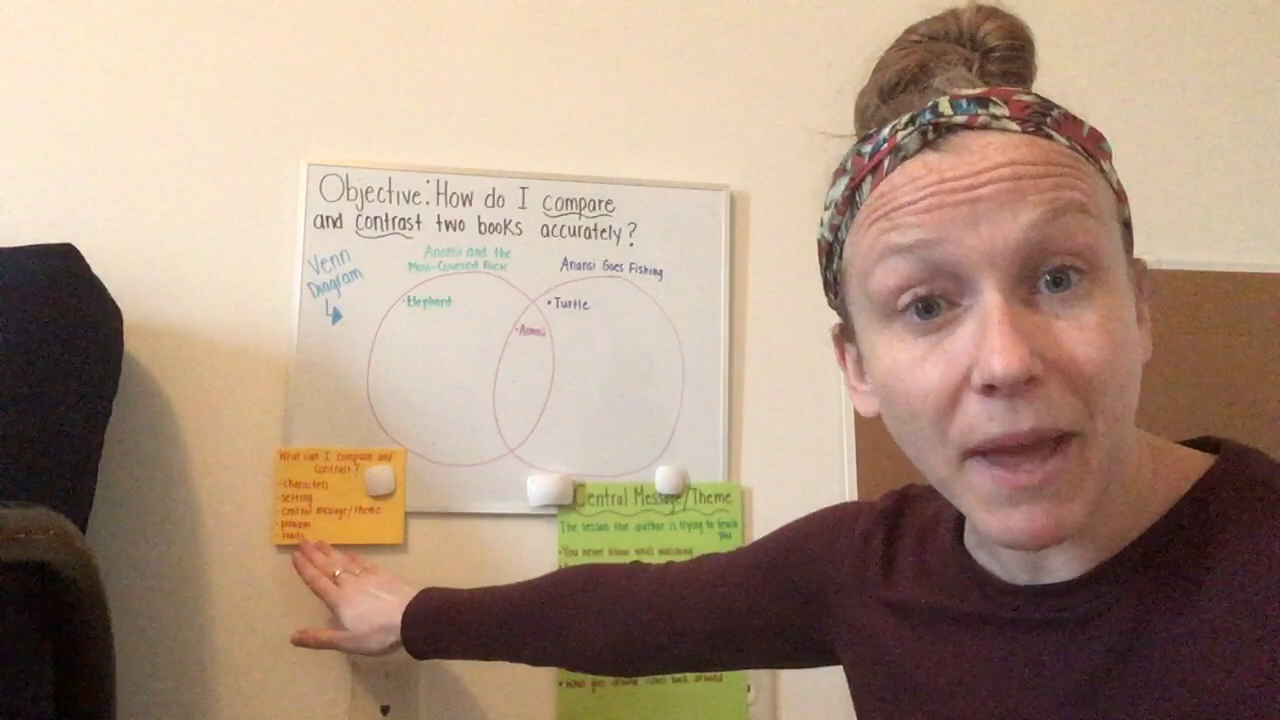 Objective: How do I compare
and contrast two books accurately?
Venn
Diagram
Anansi and the
Moss-Covered Rock
Anansi Goes Fishing
• Elephant
• Turtle
• Anansi
What can I compare and
contrast?
- characters
- setting
- central message/theme
- problem
Central Message/Theme
The lesson the author is trying to teach
you
• You never know who's watching
• What goes around comes back around